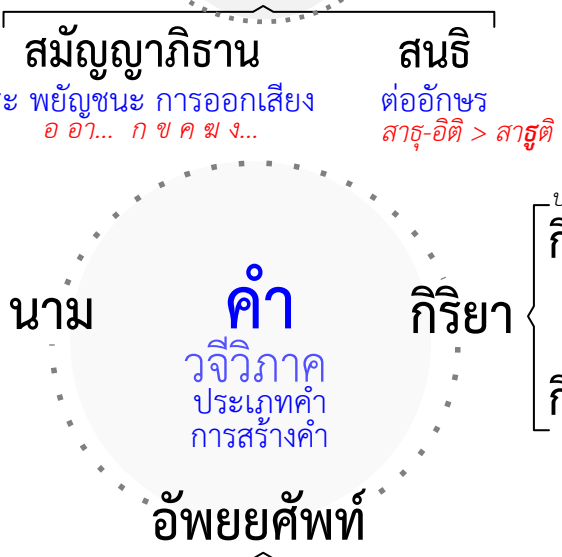 สมัญญาภิธาน
สนธิ
พยัญชนะ การออกเสียง
ต่ออักษร
อ อา... ก ข ค ฆ ง...
สาธุ-อิติ > สาธูติ
นาม
คำ
กิริยา
วจีวิภาค
ประเภทคำ
การสร้างคำ
อัพยยศัพท์